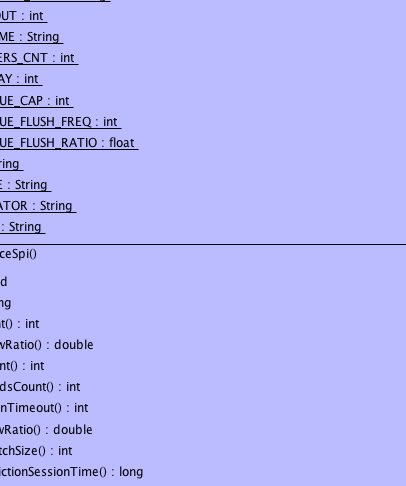 OUT : int
ME : String
ERS_CNT : int
AY : int
UE_CAP : int
UE_FLUSH_FREQ : int
UE_FLUSH_RATIO : float
ring
E : String
ATOR : String
: String
ceSpi()
d
ng
t() : int
wRatio() : double
nt() : int
dsCount() : int
nTimeout() : int
wRatio() : double
tchSize() : int
ictionSessionTime() : long